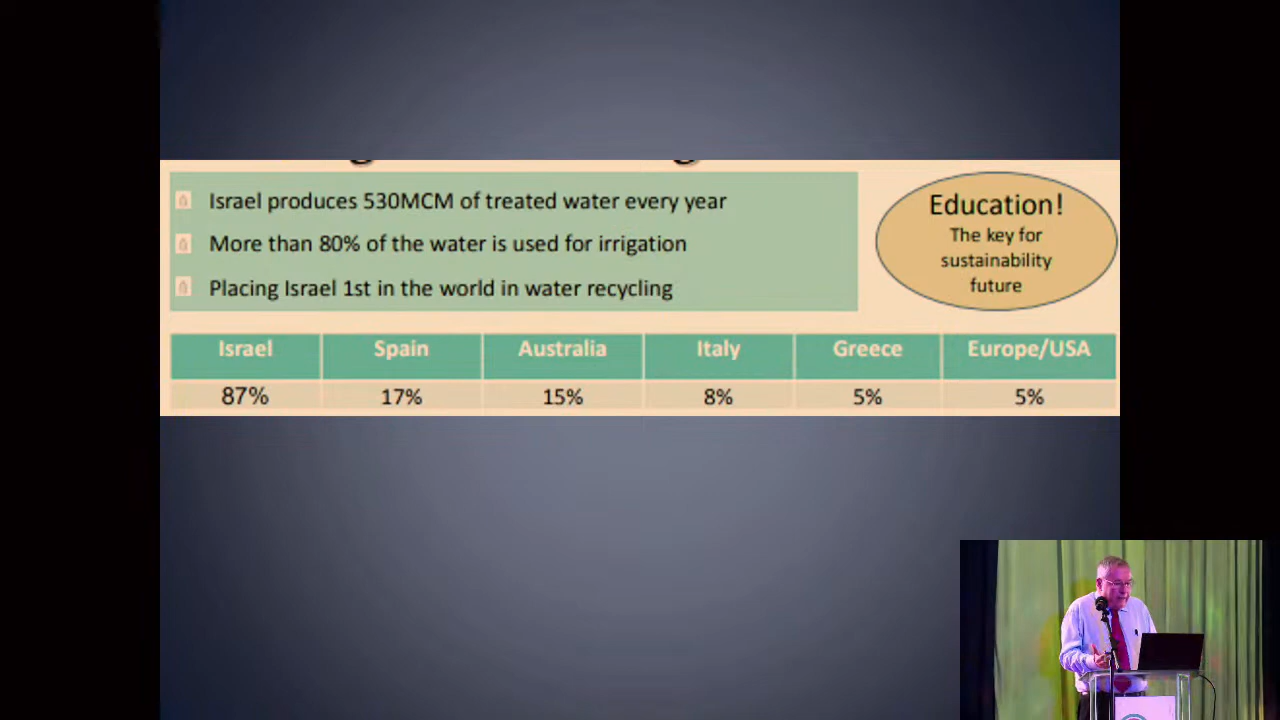 Israel produces 530MCM of treated water every year
More than 80% of the water is used for irrigation
Placing Israel 1st in the world in water recycling
Education!
The key for
sustainability
future
Israel Spain Australia Italy Greece Europe/USA
87% 17% 15% 8% 5% 5%